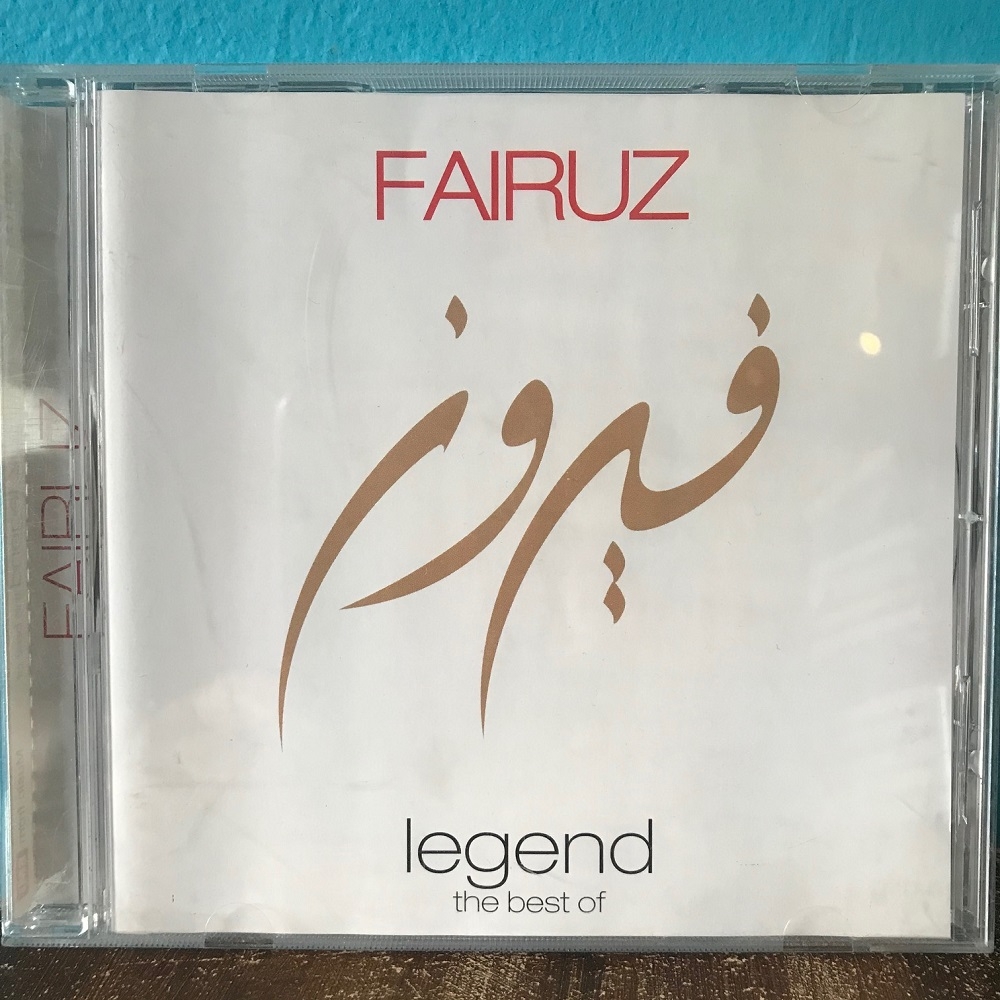 FAIRUZ
فيروز
legend
the best of
FAIRUZ